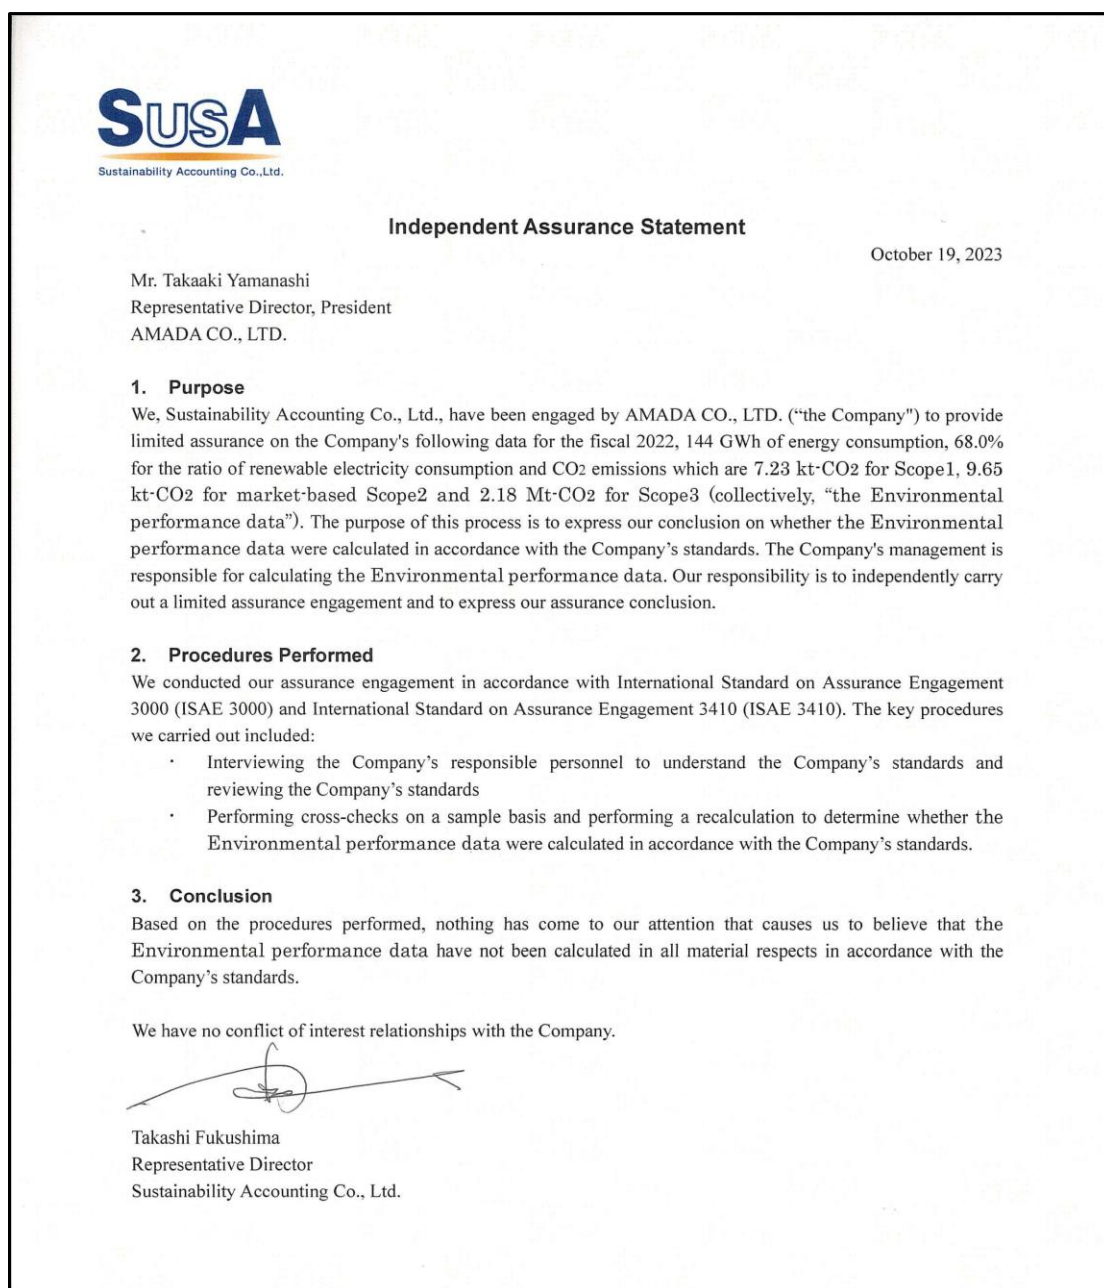 SUSA
Sustainability Accounting Co.,Ltd.
Independent Assurance Statement
October 19, 2023
Mr. Takaaki Yamanashi
Representative Director, President
AMADA CO., LTD.
1. Purpose
We, Sustainability Accounting Co., Ltd., have been engaged by AMADA CO., LTD. (“the Company") to provide
limited assurance on the Company's following data for the fiscal 2022, 144 GWh of energy consumption, 68.0%
for the ratio of renewable electricity consumption and CO2 emissions which are 7.23 kt-CO2 for Scope1, 9.65
kt-CO2 for market-based Scope2 and 2.18 Mt-CO2 for Scope3 (collectively, “the Environmental
performance data”). The purpose of this process is to express our conclusion on whether the Environmental
performance data were calculated in accordance with the Company’s standards. The Company's management is
responsible for calculating the Environmental performance data. Our responsibility is to independently carry
out a limited assurance engagement and to express our assurance conclusion.
2. Procedures Performed
We conducted our assurance engagement in accordance with International Standard on Assurance Engagement
3000 (ISAE 3000) and International Standard on Assurance Engagement 3410 (ISAE 3410). The key procedures
we carried out included:
・ Interviewing the Company’s responsible personnel to understand the Company’s standards and
reviewing the Company’s standards
・ Performing cross-checks on a sample basis and performing a recalculation to determine whether the
Environmental performance data were calculated in accordance with the Company’s standards.
3. Conclusion
Based on the procedures performed, nothing has come to our attention that causes us to believe that the
Environmental performance data have not been calculated in all material respects in accordance with the
Company’s standards.
We have no conflict of interest relationships with the Company.
Takashi Fukushima
Representative Director
Sustainability Accounting Co., Ltd.